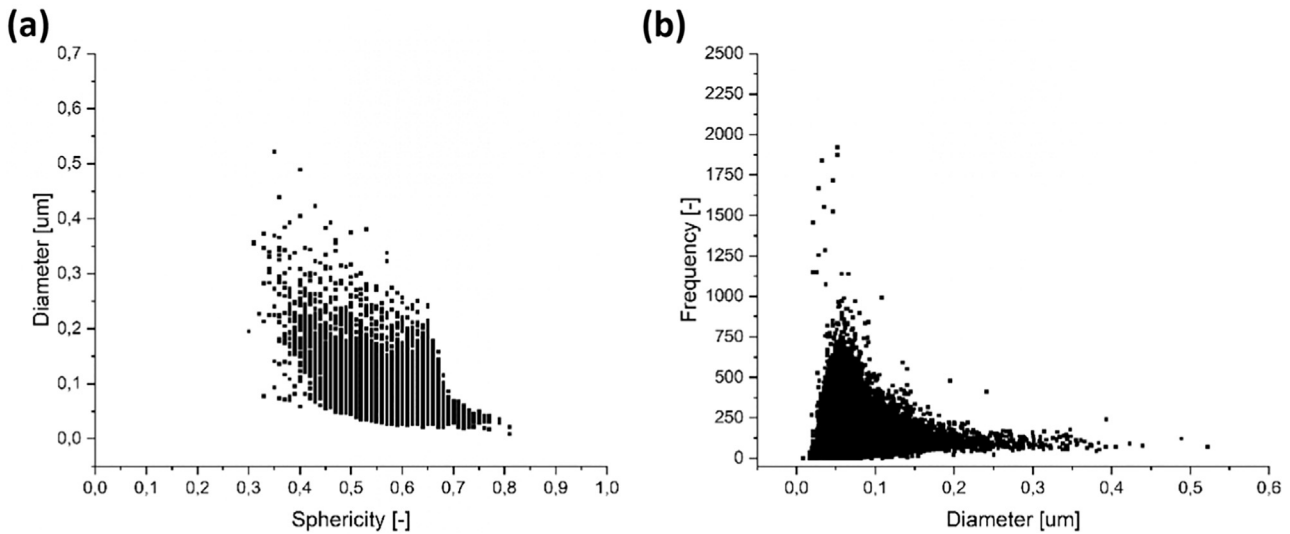 (a)
0,7
0,6
0,5
0,4
0,3
0,2
0,1
0,0
Diameter [um]
0,0 0,1 0,2 0,3 0,4 0,5 0,6 0,7 0,8 0,9 1,0
Sphericity [-]
(b)
2500
2250
2000
1750
1500
1250
1000
750
500
250
0
Frequency [-]
0,0 0,1 0,2 0,3 0,4 0,5 0,6
Diameter [um]